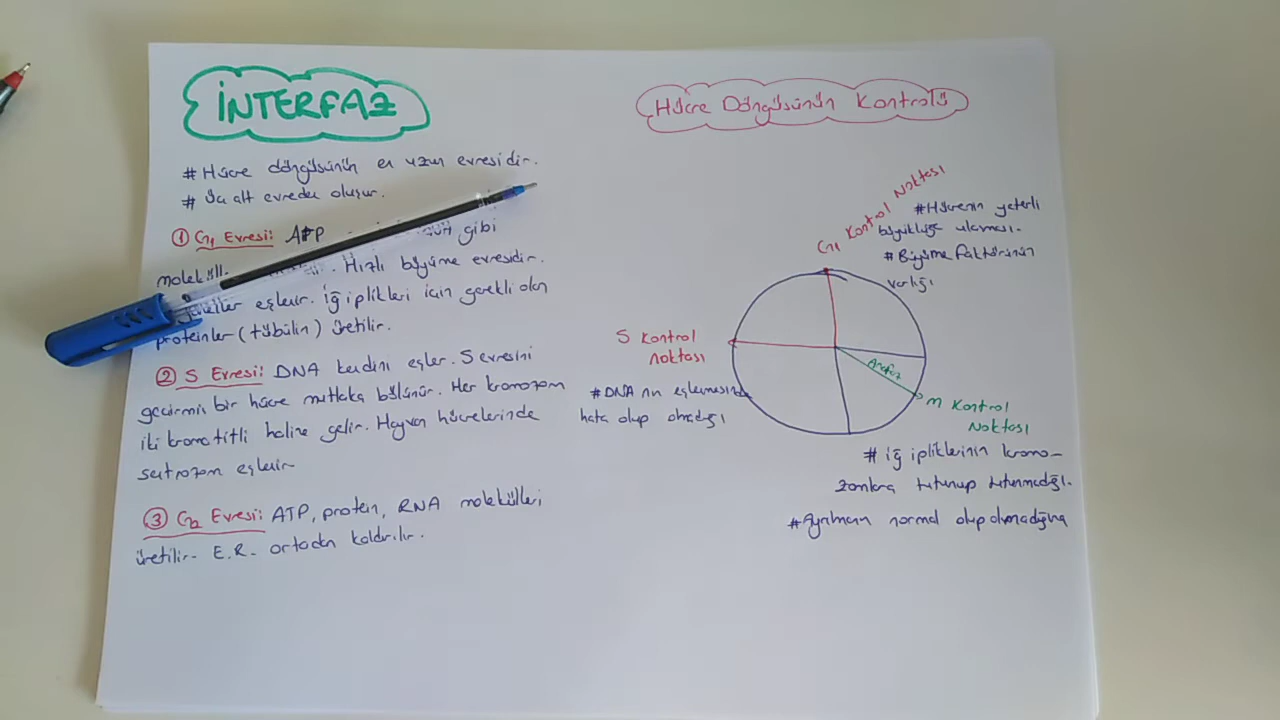 İNTERFAZ
# Hücre döngüsünün en uzun evresidir.
# Üç alt evreden oluşur.
① G1 Evresi: ATP gibi
molekül Hızlı büyüme evresidir.
eşlenir. İğ iplikleri için gerekli olan
proteinler (tübülin) üretilir.
② S Evresi: DNA kendini eşler. S evresini
geçirmiş bir hücre mutlaka bölünür. Her kromozom
iki kromatitli haline gelir. Hayvan hücrelerinde
sentrozom eşlenir
③ G2 Evresi: ATP, protein, RNA molekülleri
üretilir. E.R. ortadan kaldırılır.
Hücre Döngüsünün Kontrolü
G1 Kontrol Noktası
# Hücrenin yeterli
büyüklüğe ulaşması.
# Büyüme faktörünün
varlığı
S Kontrol
Noktası
# DNA nın eşlemesinde
hata olup olmadığı
Anafaz
M Kontrol
Noktası
# İğ ipliklerinin kromo-
zomlara tutunup tutunmadığı.
# Ayrılmanın normal olup olmadığına